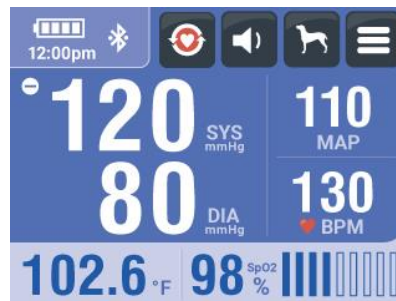 12:00pm
120 SYS mmHg
110 MAP
80 DIA mmHg
130 BPM
102.6 °F 98 SpO2 %